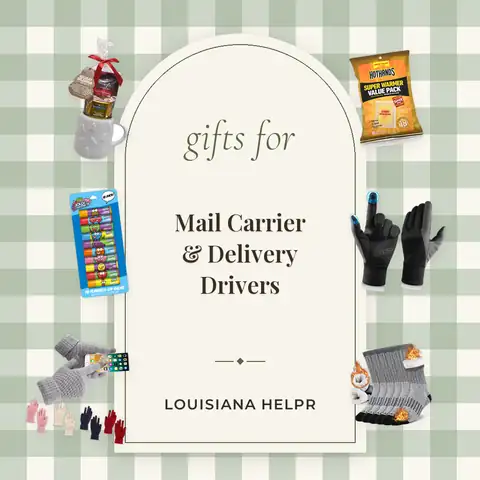 gifts for
Mail Carrier
& Delivery
Drivers
LOUISIANA HELPR
HOTHANDS
SUPER WARMER
VALUE PACK